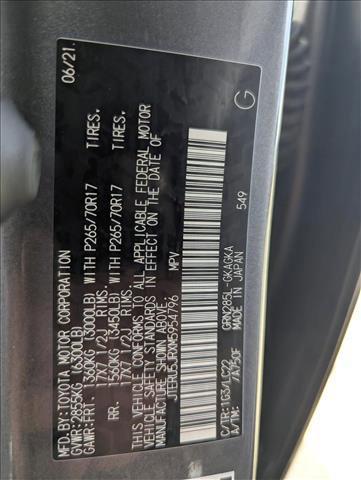 MFD.BY:TOYOTA MOTOR CORPORATION 06/21.
GVWR:2855KG (6300LB)
GAWR:FRT. 1360KG (3000LB) WITH P265/70R17 TIRES,
17X7 1/2J RIMS.
RR. 1560KG (3450LB) WITH P265/70R17 TIRES,
17X7 1/2J RIMS.
THIS VEHICLE CONFORMS TO ALL APPLICABLE FEDERAL MOTOR
VEHICLE SAFETY STANDARDS IN EFFECT ON THE DATE OF
MANUFACTURE SHOWN ABOVE.
JTERU5JR0M5954796 MPV
G
549
C/TR:1G3/LC22 GRN285L-GKAGKA
A/TM: /A750F MADE IN JAPAN